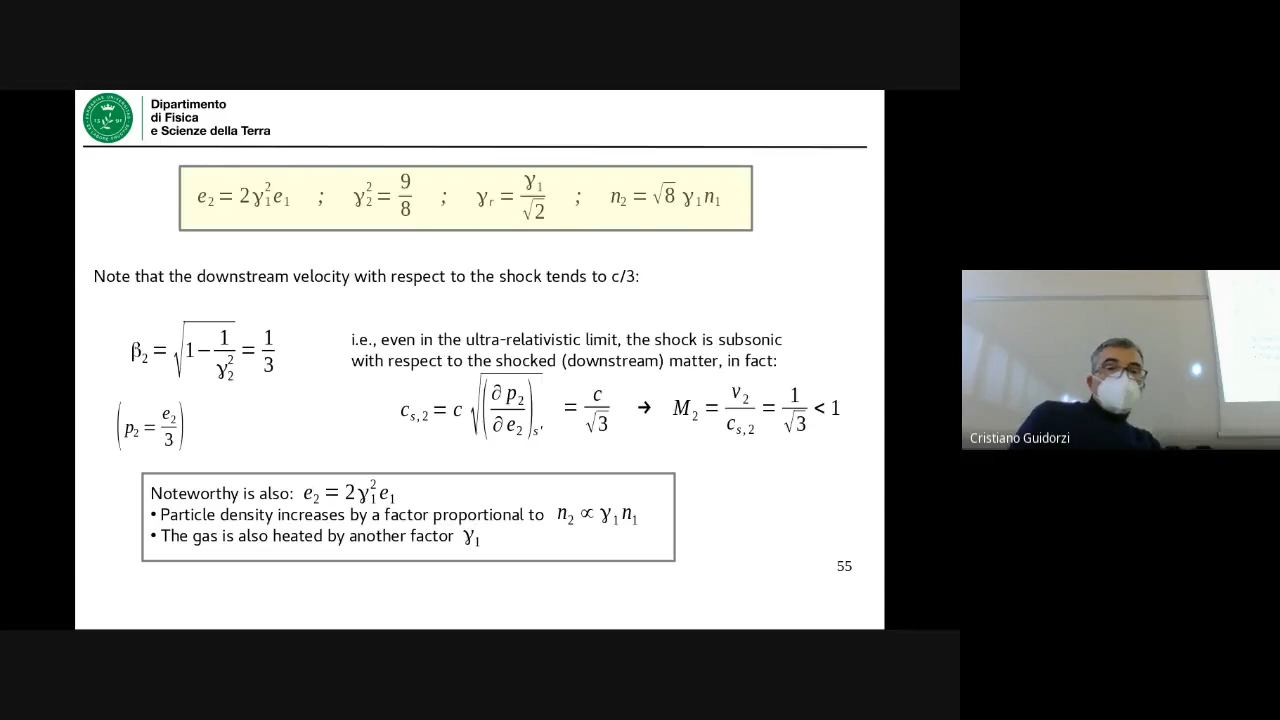 Dipartimento
di Fisica
e Scienze della Terra
e₂ = 2γ₁²e₁ ; γ₂² = 9/8 ; γᵣ = γ₁/√2 ; n₂ = √8 γ₁n₁
Note that the downstream velocity with respect to the shock tends to c/3:
β₂ = √(1 − 1/γ₂²) = 1/3
i.e., even in the ultra-relativistic limit, the shock is subsonic
with respect to the shocked (downstream) matter, in fact:
(p₂ = e₂/3)
c_{s,2} = c √(∂p₂/∂e₂)_{s'} = c/√3 → M₂ = v₂/c_{s,2} = 1/√3 < 1
Cristiano Guidorzi
Noteworthy is also: e₂ = 2γ₁²e₁
• Particle density increases by a factor proportional to n₂ ∝ γ₁n₁
• The gas is also heated by another factor γ₁
55